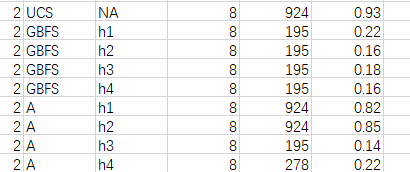 2 UCS NA 8 924 0.93
2 GBFS h1 8 195 0.22
2 GBFS h2 8 195 0.16
2 GBFS h3 8 195 0.18
2 GBFS h4 8 195 0.16
2 A h1 8 924 0.82
2 A h2 8 924 0.85
2 A h3 8 195 0.14
2 A h4 8 278 0.22